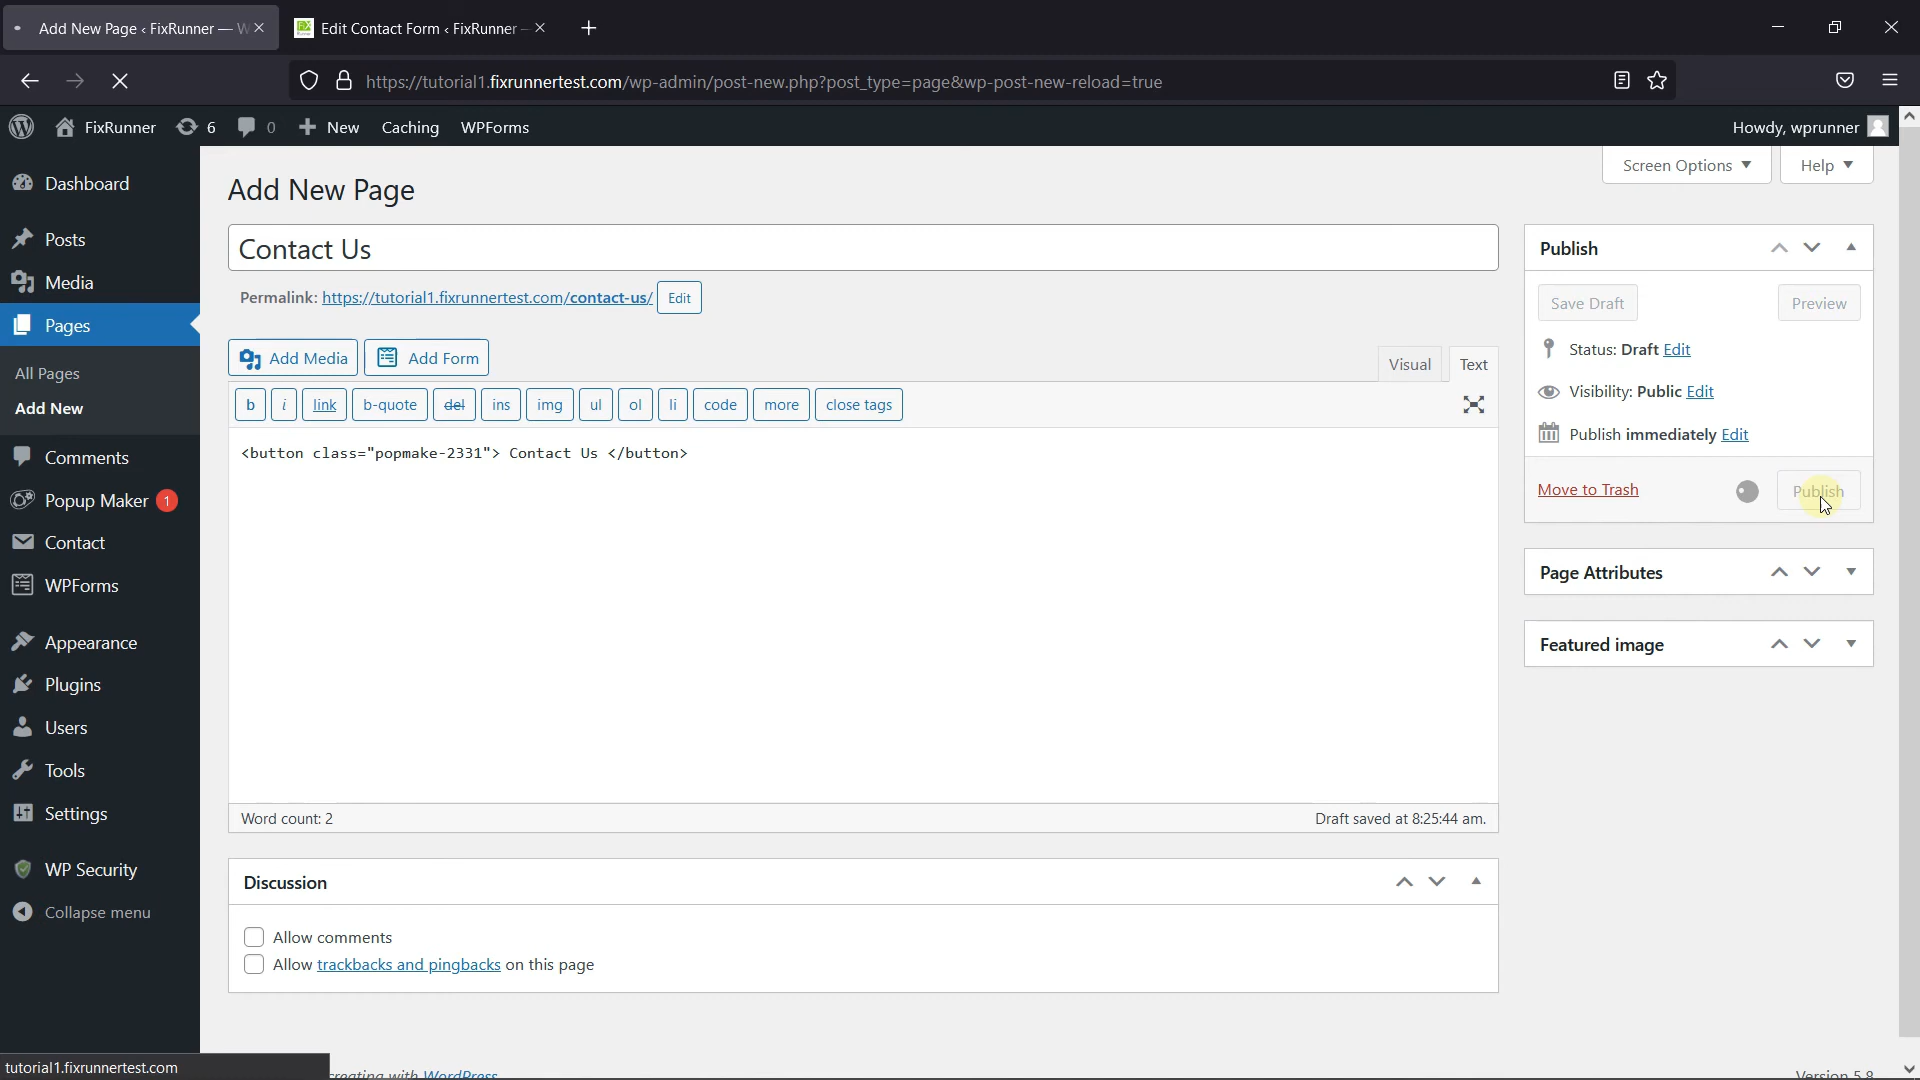 Add New Page ‹ FixRunner — W
Edit Contact Form ‹ FixRunner –
https://tutorial1.fixrunnertest.com/wp-admin/post-new.php?post_type=page&wp-post-new-reload=true
FixRunner 6 0 New Caching WPForms Howdy, wprunner
Screen Options Help
Dashboard
Posts
Media
Pages
All Pages
Add New
Comments
Popup Maker 1
Contact
WPForms
Appearance
Plugins
Users
Tools
Settings
WP Security
Collapse menu
Add New Page
Contact Us
Permalink: https://tutorial1.fixrunnertest.com/contact-us/ Edit
Add Media Add Form
Visual Text
b i link b-quote del ins img ul ol li code more close tags
<button class="popmake-2331"> Contact Us </button>
Word count: 2 Draft saved at 8:25:44 am.
Discussion
Allow comments
Allow trackbacks and pingbacks on this page
Publish
Save Draft Preview
Status: Draft Edit
Visibility: Public Edit
Publish immediately Edit
Move to Trash Publish
Page Attributes
Featured image
tutorial1.fixrunnertest.com
creating with WordPress
Version 5.8